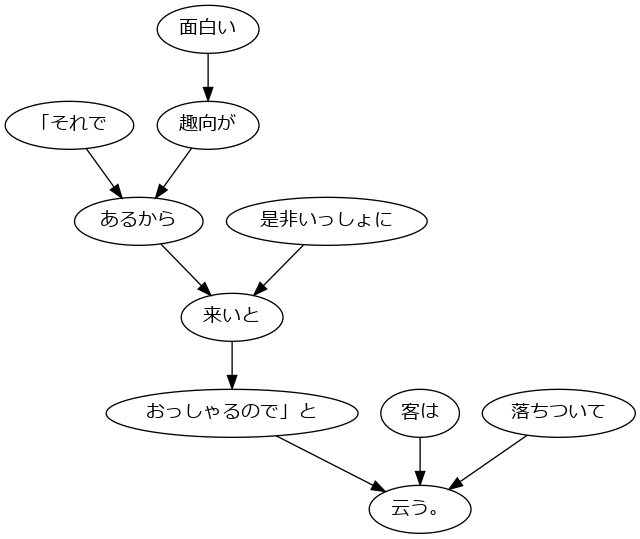 面白い
「それで
趣向が
あるから
是非いっしょに
来いと
おっしゃるので」と
客は
落ちついて
云う。